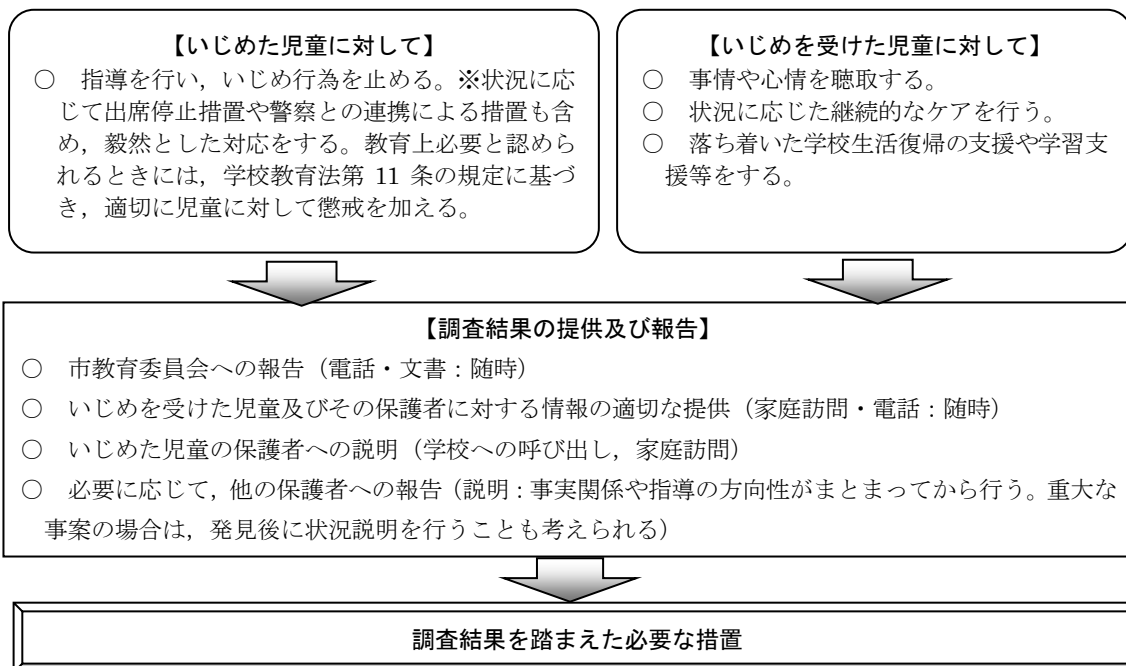 【いじめた児童に対して】
○　指導を行い，いじめ行為を止める。※状況に応
じて出席停止措置や警察との連携による措置も含
め，毅然とした対応をする。教育上必要と認めら
れるときには，学校教育法第 11 条の規定に基づ
き，適切に児童に対して懲戒を加える。
【いじめを受けた児童に対して】
○　事情や心情を聴取する。
○　状況に応じた継続的なケアを行う。
○　落ち着いた学校生活復帰の支援や学習支
援等をする。
【調査結果の提供及び報告】
○　市教育委員会への報告（電話・文書：随時）
○　いじめを受けた児童及びその保護者に対する情報の適切な提供（家庭訪問・電話：随時）
○　いじめた児童の保護者への説明（学校への呼び出し，家庭訪問）
○　必要に応じて，他の保護者への報告（説明：事実関係や指導の方向性がまとまってから行う。重大な
事案の場合は，発見後に状況説明を行うことも考えられる）
調査結果を踏まえた必要な措置